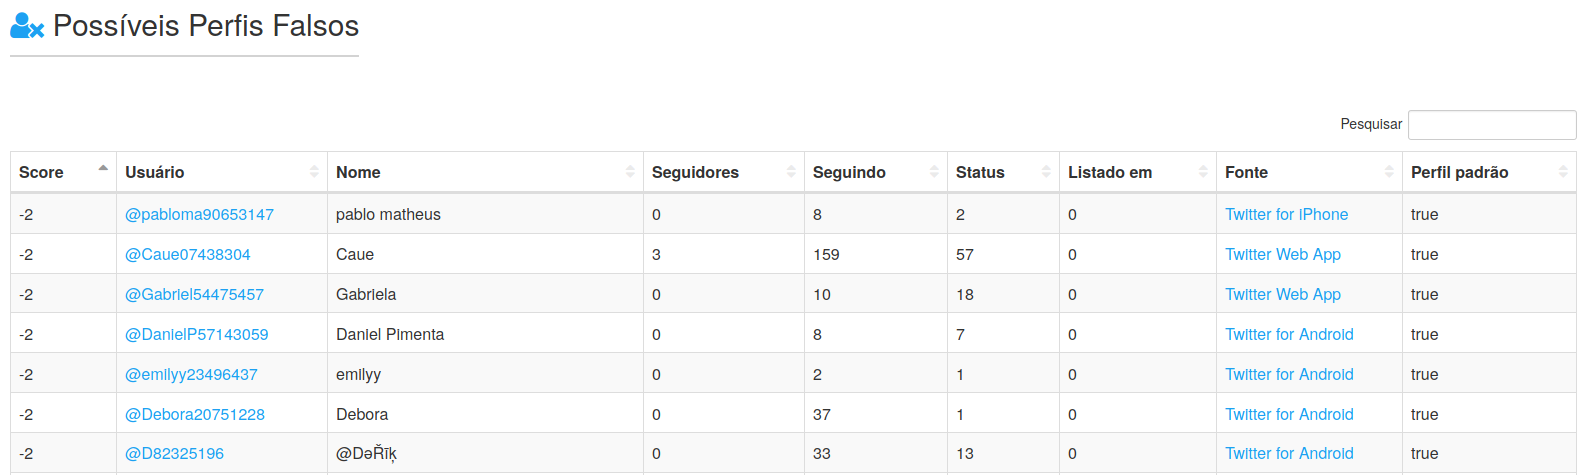 Possíveis Perfis Falsos
Pesquisar
Score Usuário Nome Seguidores Seguindo Status Listado em Fonte Perfil padrão
-2 @pabloma90653147 pablo matheus 0 8 2 0 Twitter for iPhone true
-2 @Caue07438304 Caue 3 159 57 0 Twitter Web App true
-2 @Gabriel54475457 Gabriela 0 10 18 0 Twitter Web App true
-2 @DanielP57143059 Daniel Pimenta 0 8 7 0 Twitter for Android true
-2 @emilyy23496437 emilyy 0 2 1 0 Twitter for Android true
-2 @Debora20751228 Debora 0 37 1 0 Twitter for Android true
-2 @D82325196 @DəŘīķ 0 33 13 0 Twitter for Android true